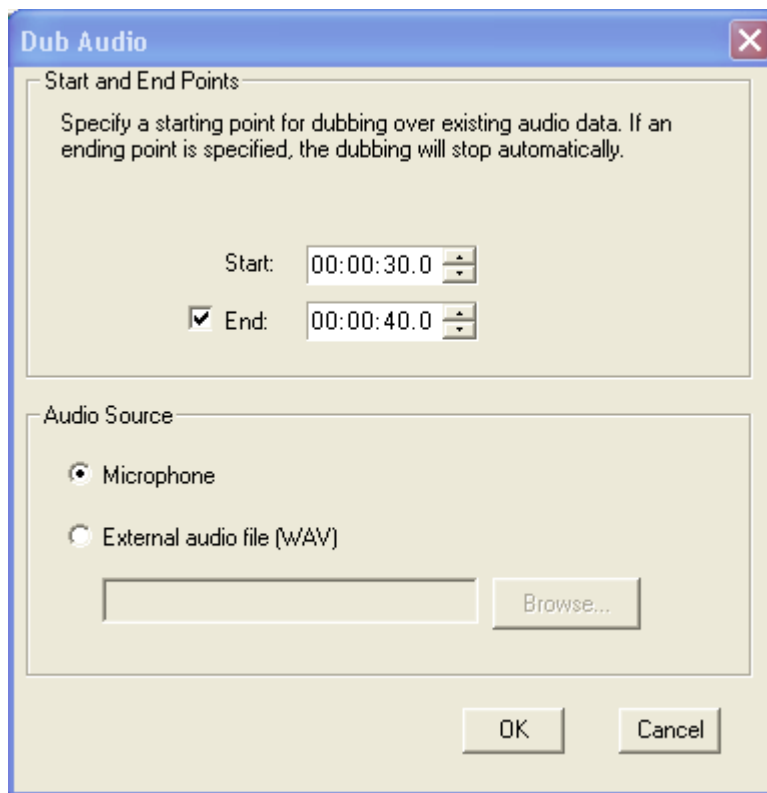 Dub Audio
Start and End Points
Specify a starting point for dubbing over existing audio data. If an
ending point is specified, the dubbing will stop automatically.
Start: 00:00:30.0
End: 00:00:40.0
Audio Source
Microphone
External audio file (WAV)
Browse...
OK Cancel